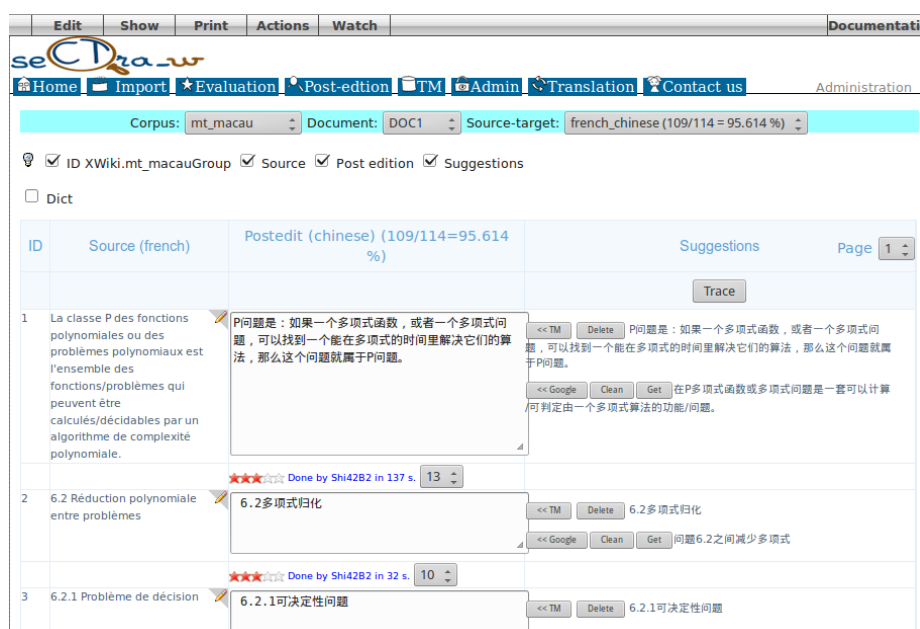 Edit Show Print Actions Watch Documentati
seCTra_w
Home Import Evaluation Post-edtion TM Admin Translation Contact us Administration
Corpus: mt_macau Document: DOC1 Source-target: french_chinese (109/114 = 95.614 %)
ID XWiki.mt_macauGroup Source Post edition Suggestions
Dict
ID Source (french) Postedit (chinese) (109/114=95.614 %) Suggestions Page 1
Trace
1
La classe P des fonctions
polynomiales ou des
problèmes polynomiaux est
l'ensemble des
fonctions/problèmes qui
peuvent être
calculés/décidables par un
algorithme de complexité
polynomiale.
P问题是：如果一个多项式函数，或者一个多项式问
题，可以找到一个能在多项式的时间里解决它们的算
法，那么这个问题就属于P问题。
<< TM Delete P问题是：如果一个多项式函数，或者一个多项式问
题，可以找到一个能在多项式的时间里解决它们的算法，那么这个问题就属
于P问题。
<< Google Clean Get 在P多项式函数或多项式问题是一套可以计算
/可判定由一个多项式算法的功能/问题。
Done by Shi42B2 in 137 s. 13
2
6.2 Réduction polynomiale
entre problèmes
6.2多项式归化
<< TM Delete 6.2多项式归化
<< Google Clean Get 问题6.2之间减少多项式
Done by Shi42B2 in 32 s. 10
3
6.2.1 Problème de décision
6.2.1可决定性问题
<< TM Delete 6.2.1可决定性问题